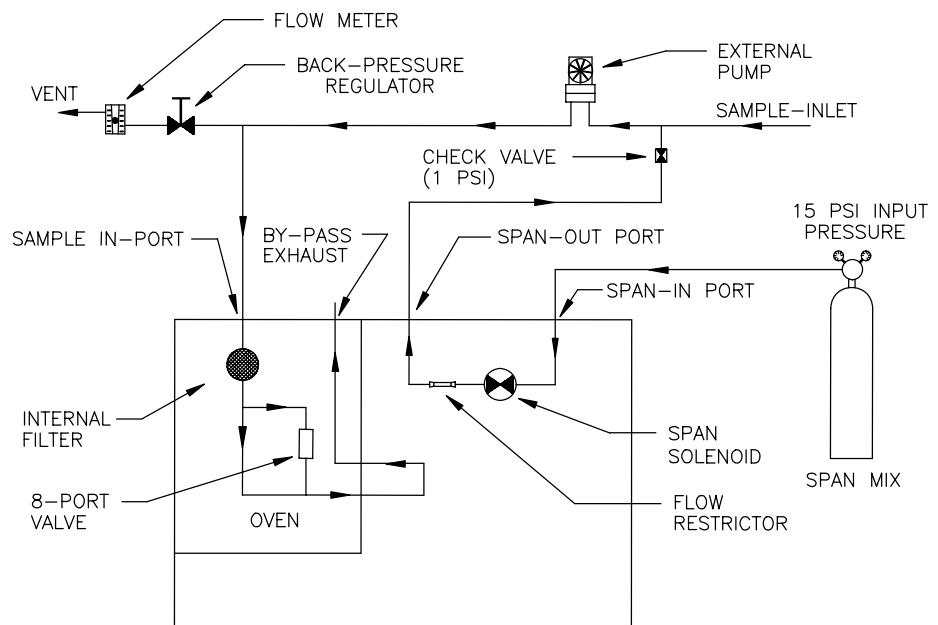 FLOW METER
BACK-PRESSURE
REGULATOR
EXTERNAL
PUMP
VENT
SAMPLE-INLET
CHECK VALVE
(1 PSI)
15 PSI INPUT
PRESSURE
SAMPLE IN-PORT
BY-PASS
EXHAUST
SPAN-OUT PORT
SPAN-IN PORT
INTERNAL
FILTER
SPAN
SOLENOID
SPAN MIX
8-PORT
VALVE
OVEN
FLOW
RESTRICTOR